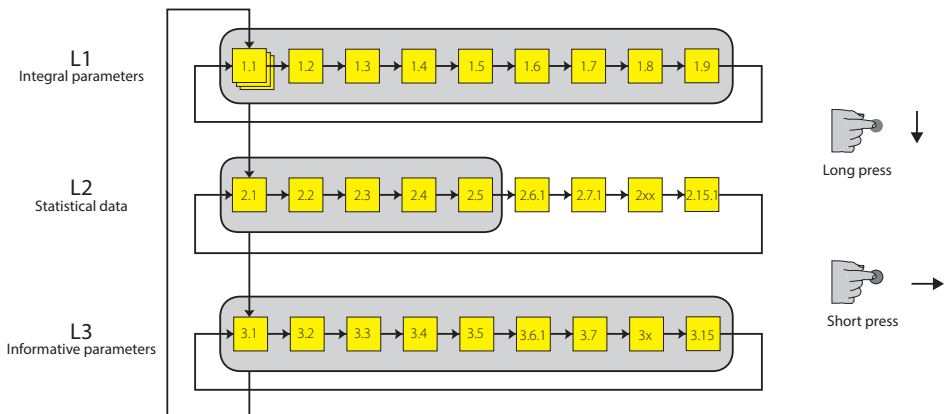 L1
Integral parameters
1.1 1.2 1.3 1.4 1.5 1.6 1.7 1.8 1.9
Long press
L2
Statistical data
2.1 2.2 2.3 2.4 2.5 2.6.1 2.7.1 2xx 2.15.1
Short press
L3
Informative parameters
3.1 3.2 3.3 3.4 3.5 3.6.1 3.7 3x 3.15